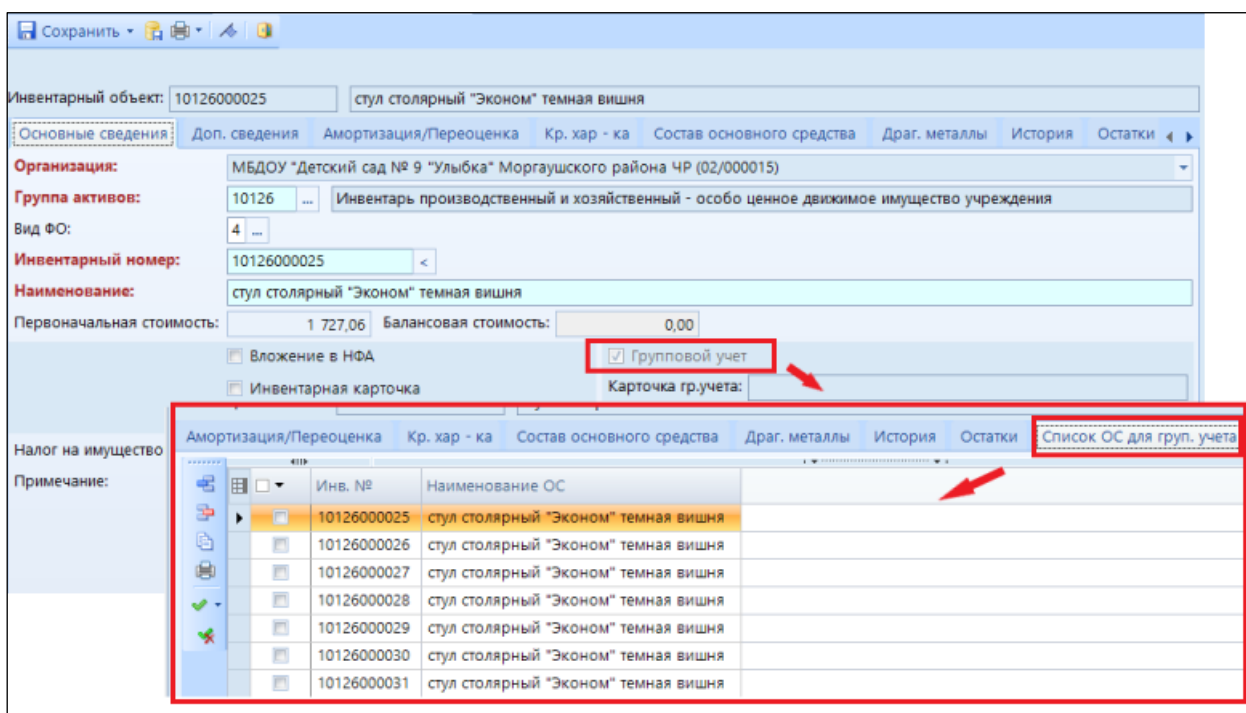 Сохранить
Инвентарный объект: 10126000025 стул столярный "Эконом" темная вишня
Основные сведения Доп. сведения Амортизация/Переоценка Кр. хар - ка Состав основного средства Драг. металлы История Остатки
Организация: МБДОУ "Детский сад № 9 "Улыбка" Моргаушского района ЧР (02/000015)
Группа активов: 10126 ... Инвентарь производственный и хозяйственный - особо ценное движимое имущество учреждения
Вид ФО: 4 ...
Инвентарный номер: 10126000025 <
Наименование: стул столярный "Эконом" темная вишня
Первоначальная стоимость: 1 727,06 Балансовая стоимость: 0,00
Вложение в НФА Групповой учет
Инвентарная карточка Карточка гр.учета:
Налог на имущество
Примечание:
Амортизация/Переоценка Кр. хар - ка Состав основного средства Драг. металлы История Остатки Список ОС для груп. учета
Инв. № Наименование ОС
10126000025 стул столярный "Эконом" темная вишня
10126000026 стул столярный "Эконом" темная вишня
10126000027 стул столярный "Эконом" темная вишня
10126000028 стул столярный "Эконом" темная вишня
10126000029 стул столярный "Эконом" темная вишня
10126000030 стул столярный "Эконом" темная вишня
10126000031 стул столярный "Эконом" темная вишня